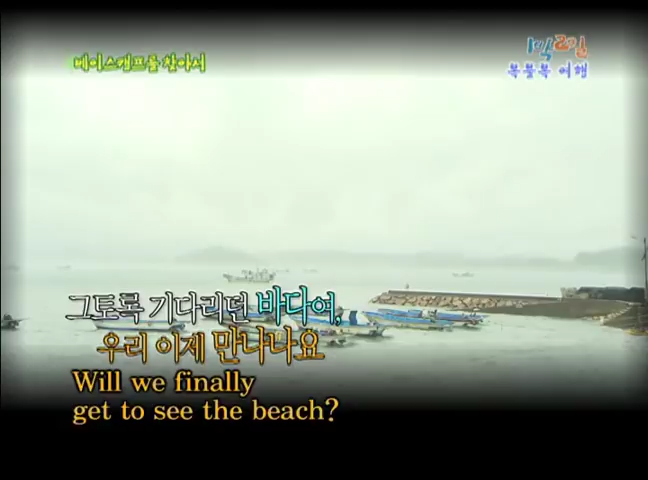 베이스캠프를 찾아서
1박2일
복불복 여행
그토록 기다리던 바다여,
우리 이제 만나나요
Will we finally
get to see the beach?